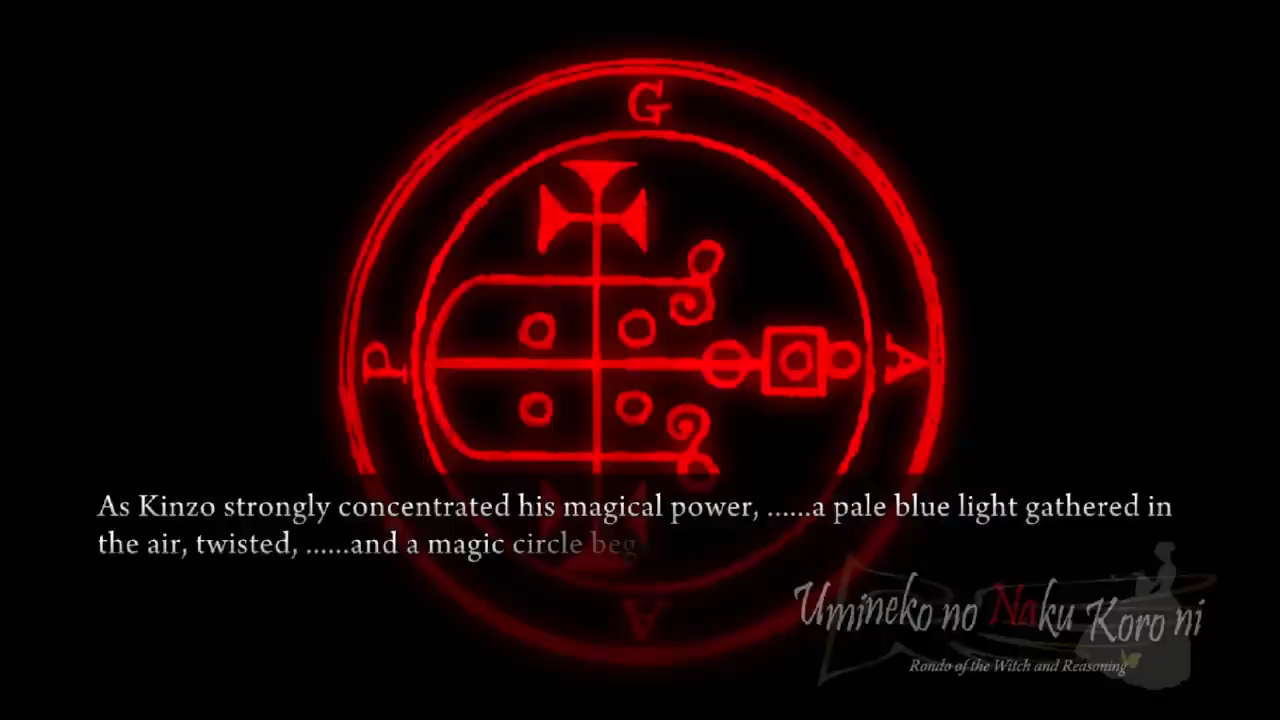 G
P
A
As Kinzo strongly concentrated his magical power, ......a pale blue light gathered in
the air, twisted, ......and a magic circle beg
A
Umineko no Naku Koro ni
Rondo of the Witch and Reasoning